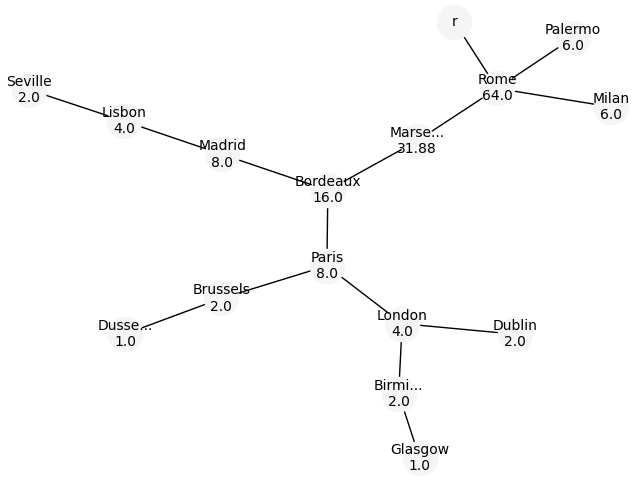 r
Palermo
6.0
Rome
64.0
Milan
6.0
Seville
2.0
Lisbon
4.0
Marse...
31.88
Madrid
8.0
Bordeaux
16.0
Paris
8.0
Brussels
2.0
London
4.0
Dusse...
1.0
Dublin
2.0
Birmi...
2.0
Glasgow
1.0